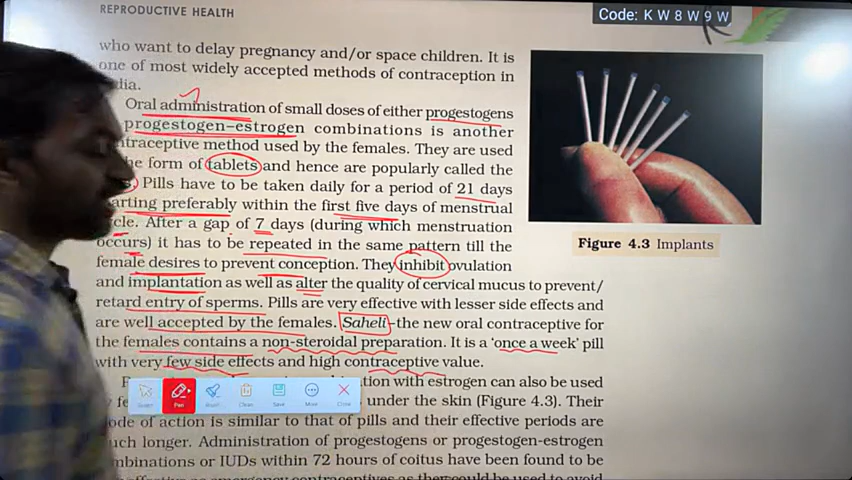 REPRODUCTIVE HEALTH
Code: K W 8 W 9 W
who want to delay pregnancy and/or space children. It is
one of most widely accepted methods of contraception in
dia.
Oral administration of small doses of either progestogens
progestogen–estrogen combinations is another
ntraceptive method used by the females. They are used
the form of tablets and hence are popularly called the
Pills have to be taken daily for a period of 21 days
arting preferably within the first five days of menstrual
cle. After a gap of 7 days (during which menstruation
occurs) it has to be repeated in the same pattern till the
female desires to prevent conception. They inhibit ovulation
and implantation as well as alter the quality of cervical mucus to prevent/
retard entry of sperms. Pills are very effective with lesser side effects and
are well accepted by the females. Saheli–the new oral contraceptive for
the females contains a non-steroidal preparation. It is a 'once a week' pill
with very few side effects and high contraceptive value.
tion with estrogen can also be used
under the skin (Figure 4.3). Their
ode of action is similar to that of pills and their effective periods are
uch longer. Administration of progestogens or progestogen-estrogen
mbinations or IUDs within 72 hours of coitus have been found to be
emergency contraceptives as they could be used to avoid
Figure 4.3 Implants
Pen
Clean
Save
More
Close